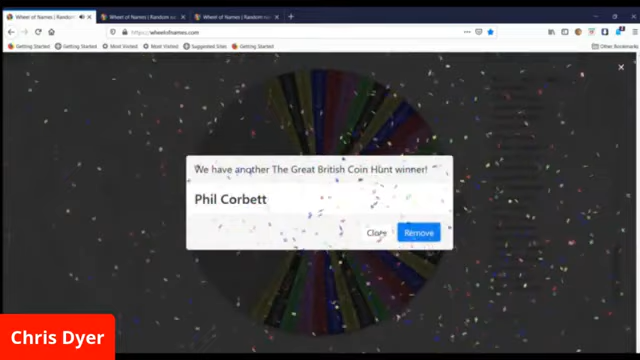 Wheel of Names | Random
Wheel of Names | Random
Wheel of Names | Random
https://wheelofnames.com
Getting Started
Getting Started
Most Visited
Most Visited
Suggested Sites
Getting Started
Other Bookmarks
We have another The Great British Coin Hunt winner!
Phil Corbett
Close
Remove
Chris Dyer